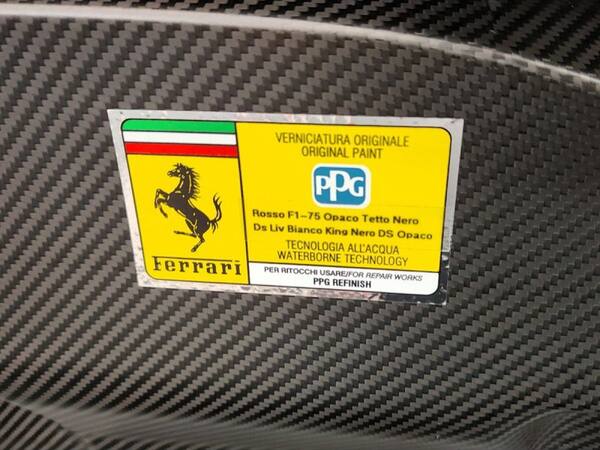 VERNICIATURA ORIGINALE
ORIGINAL PAINT
PPG
Rosso F1-75 Opaco Tetto Nero
Ds Liv Bianco King Nero DS Opaco
TECNOLOGIA ALL'ACQUA
WATERBORNE TECHNOLOGY
Ferrari
PER RITOCCHI USARE/FOR REPAIR WORKS
PPG REFINISH